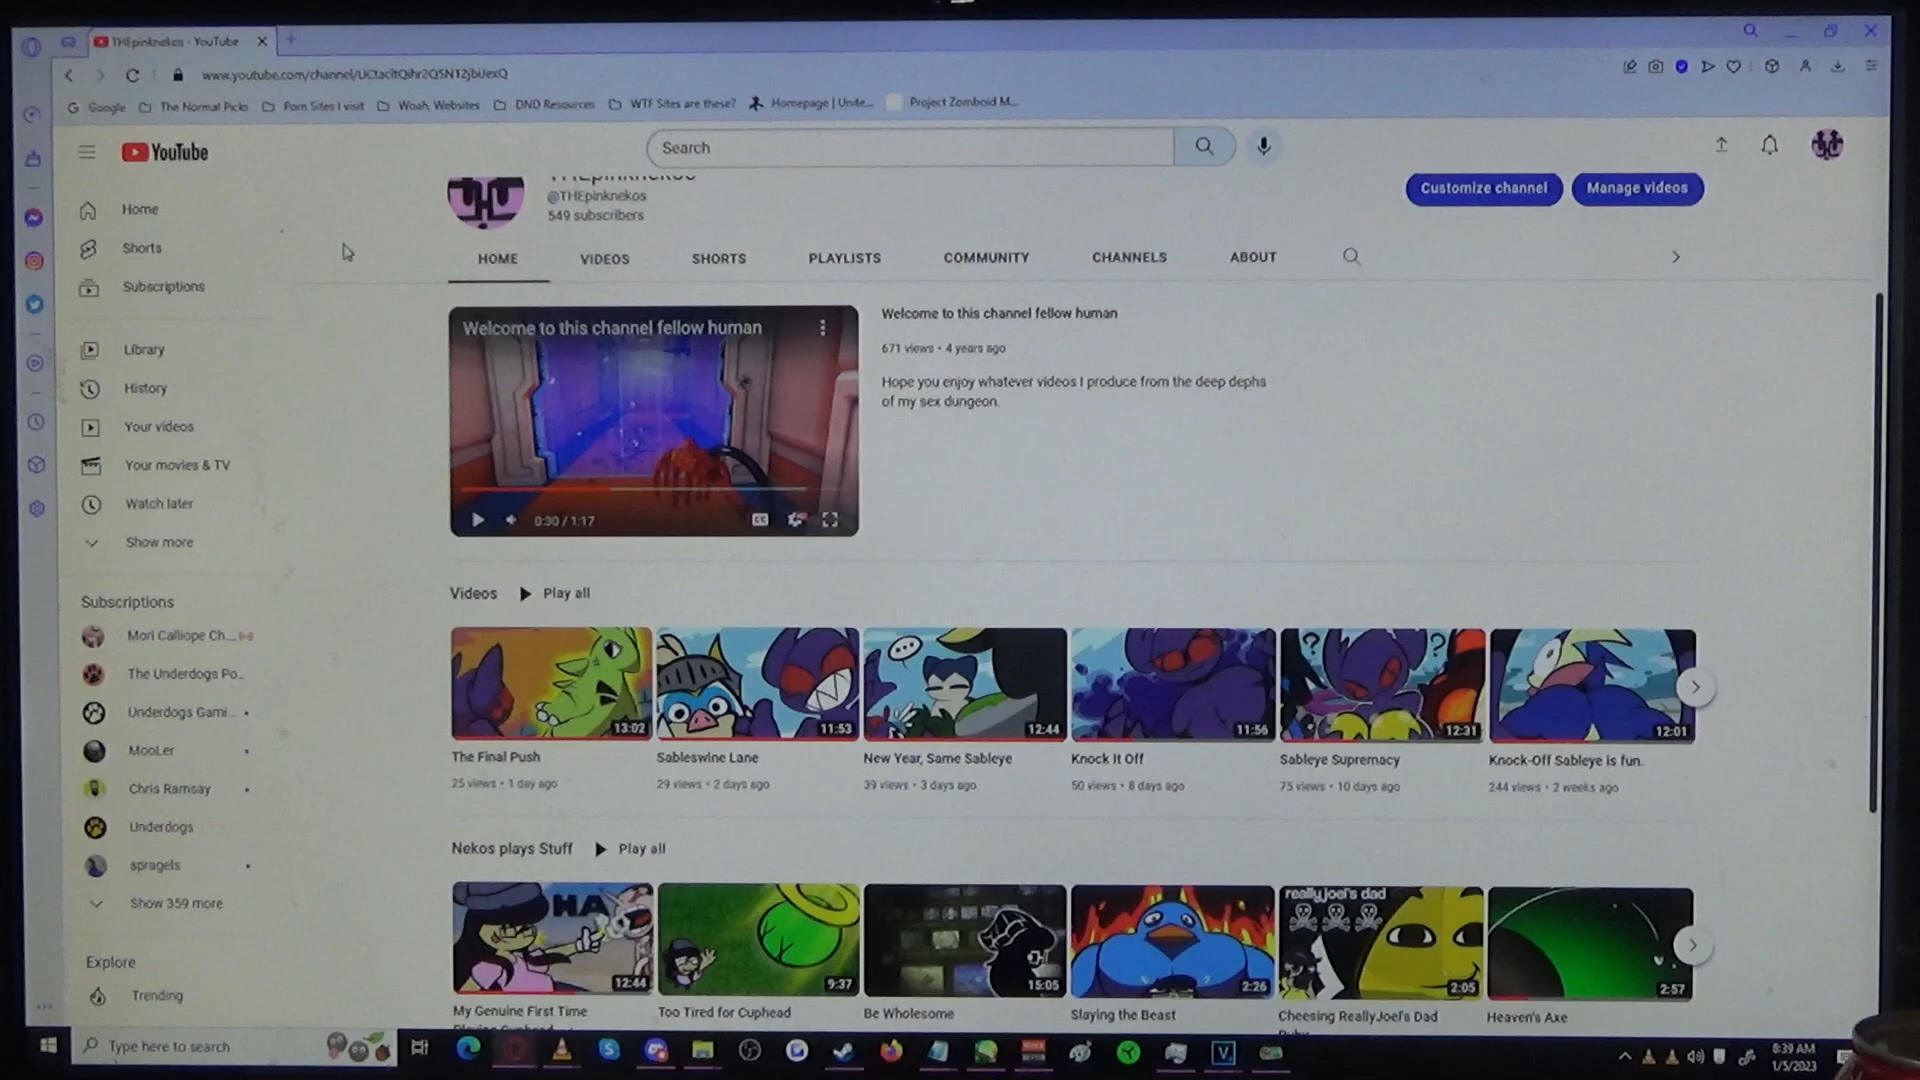 THEpinknekos - YouTube
www.youtube.com/channel/UCtacltQihr2QSN12jbUexQ
Google
The Normal Picks
Porn Sites I visit
Woah, Websites
DND Resources
WTF Sites are these?
Homepage | Unite...
Project Zomboid M...
YouTube
Search
THEpinknekos
@THEpinknekos
549 subscribers
Customize channel
Manage videos
HOME
VIDEOS
SHORTS
PLAYLISTS
COMMUNITY
CHANNELS
ABOUT
Home
Shorts
Subscriptions
Library
History
Your videos
Your movies & TV
Watch later
Show more
Subscriptions
Mori Calliope Ch...
The Underdogs Po...
Underdogs Gami...
MooLer
Chris Ramsay
Underdogs
spragels
Show 359 more
Explore
Trending
Welcome to this channel fellow human
0:30 / 1:17
Welcome to this channel fellow human
671 views • 4 years ago
Hope you enjoy whatever videos I produce from the deep dephs
of my sex dungeon.
Videos
Play all
13:02
11:53
12:44
11:56
12:31
12:01
The Final Push
25 views • 1 day ago
Sableswine Lane
29 views • 2 days ago
New Year, Same Sableye
39 views • 3 days ago
Knock It Off
50 views • 8 days ago
Sableye Supremacy
75 views • 10 days ago
Knock-Off Sableye is fun.
244 views • 2 weeks ago
Nekos plays Stuff
Play all
HA
12:44
9:37
15:05
2:26
reallyjoel's dad
2:05
2:57
My Genuine First Time
Playing Cuphead
Too Tired for Cuphead
Be Wholesome
Slaying the Beast
Cheesing ReallyJoel's Dad
Heaven's Axe
Type here to search
8:39 AM
1/5/2023